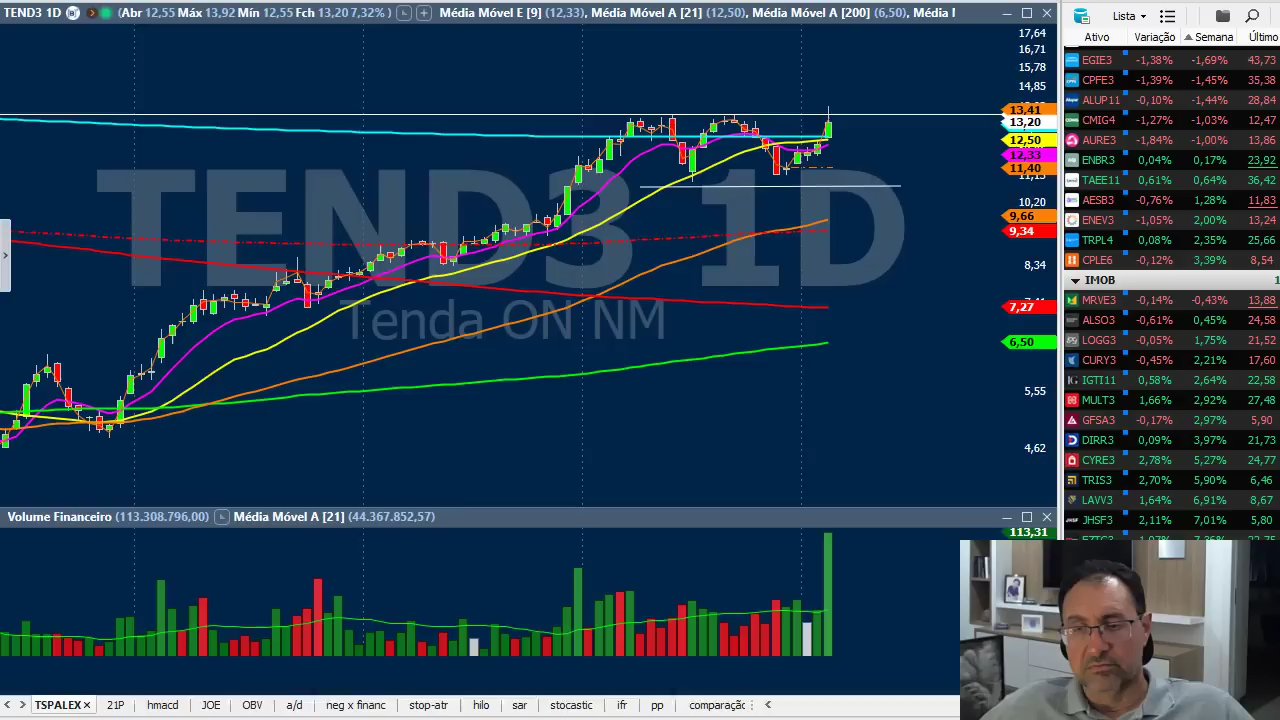 TEND3 1D (Abr 12,55 Máx 13,92 Mín 12,55 Fch 13,20 7,32%) Média Móvel E [9] (12,33), Média Móvel A [21] (12,50), Média Móvel A [200] (6,50), Média
17,64
16,71
15,78
14,85
13,41
13,20
12,50
12,33
11,40
11,13
10,20
9,66
9,34
8,34
7,27
6,50
5,55
4,62
TEND3 1D
Tenda ON NM
Volume Financeiro (113.308.796,00) Média Móvel A [21] (44.367.852,57)
113,31
TSPALEX 21P hmacd JOE OBV a/d neg x financ stop-atr hilo sar stocastic ifr pp comparação
Lista
Ativo Variação Semana Último
EGIE3 -1,38% -1,69% 43,73
CPFE3 -1,39% -1,45% 35,38
ALUP11 -0,10% -1,44% 28,84
CMIG4 -1,27% -1,03% 12,47
AURE3 -1,84% -1,00% 13,86
ENBR3 0,04% 0,17% 23,92
TAEE11 0,61% 0,64% 36,42
AESB3 -0,76% 1,28% 11,83
ENEV3 -1,05% 2,00% 13,24
TRPL4 0,08% 2,35% 25,66
CPLE6 -0,12% 3,39% 8,54
IMOB
MRVE3 -0,14% -0,43% 13,88
ALSO3 -0,61% 0,45% 24,58
LOGG3 -0,05% 1,75% 21,52
CURY3 -0,45% 2,21% 17,60
IGTI11 0,58% 2,64% 22,58
MULT3 1,66% 2,92% 27,48
GFSA3 -0,17% 2,97% 5,90
DIRR3 0,09% 3,97% 21,73
CYRE3 2,78% 5,27% 24,77
TRIS3 2,70% 5,90% 6,46
LAVV3 1,64% 6,91% 8,67
JHSF3 2,11% 7,01% 5,80